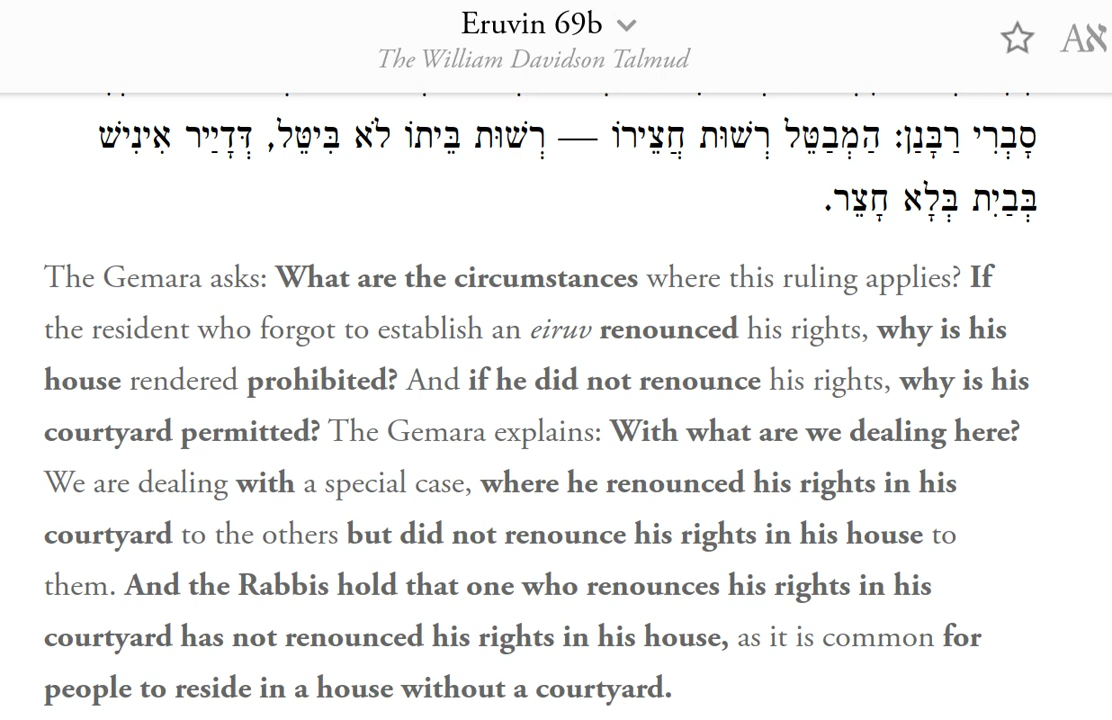 Eruvin 69b
The William Davidson Talmud
Aא
סָבְרִי רַבָּנַן: הַמְבַטֵּל רְשׁוּת חֲצֵירוֹ — רְשׁוּת בֵּיתוֹ לֹא בִּיטֵּל, דְּדָיַיר אִינִישׁ
בְּבַיִת בְּלָא חָצֵר.
The Gemara asks: What are the circumstances where this ruling applies? If
the resident who forgot to establish an eiruv renounced his rights, why is his
house rendered prohibited? And if he did not renounce his rights, why is his
courtyard permitted? The Gemara explains: With what are we dealing here?
We are dealing with a special case, where he renounced his rights in his
courtyard to the others but did not renounce his rights in his house to
them. And the Rabbis hold that one who renounces his rights in his
courtyard has not renounced his rights in his house, as it is common for
people to reside in a house without a courtyard.